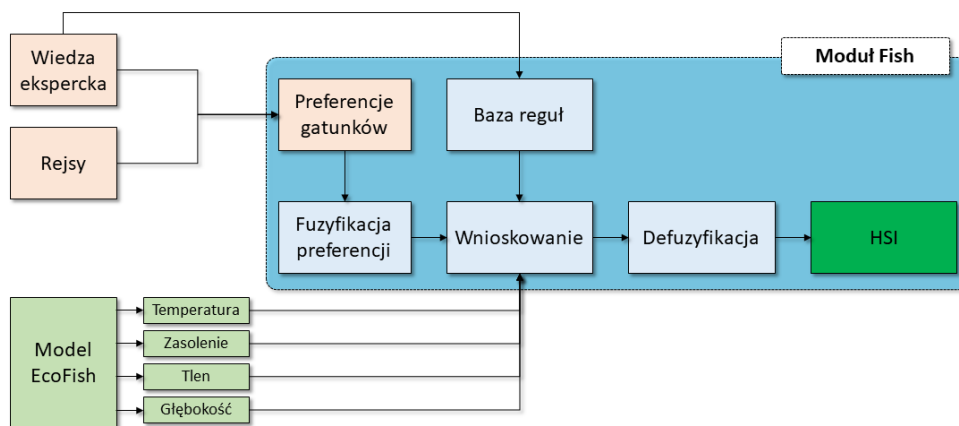 Wiedza
ekspercka
Moduł Fish
Preferencje
gatunków
Baza reguł
Rejsy
Fuzyfikacja
preferencji
Wnioskowanie
Defuzyfikacja
HSI
Model
EcoFish
Temperatura
Zasolenie
Tlen
Głębokość